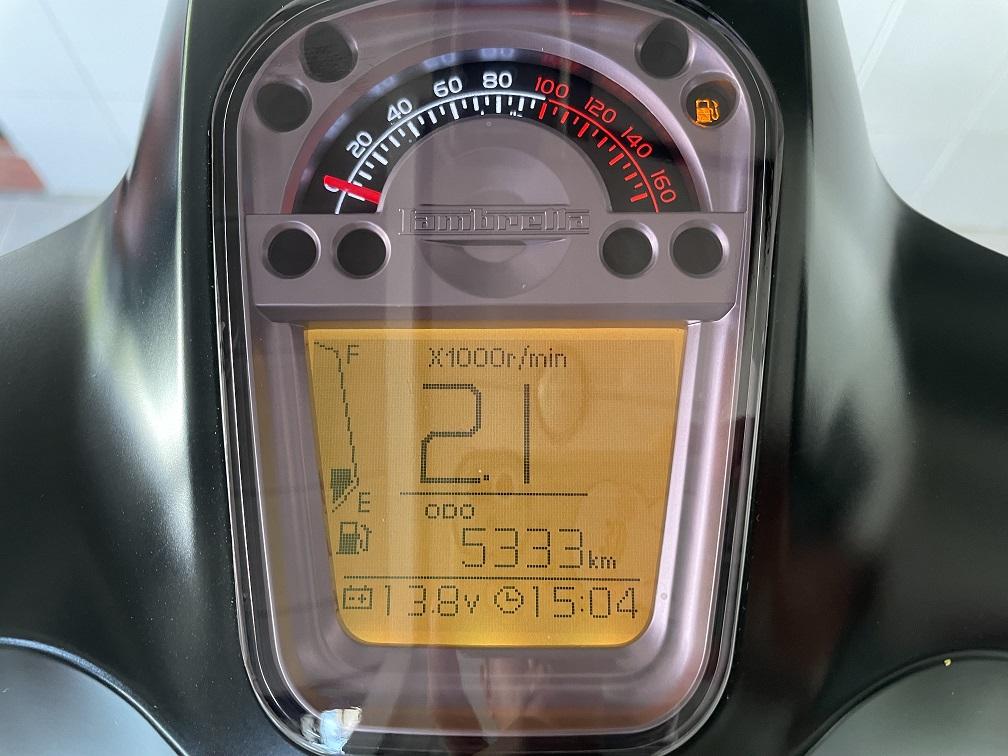 20 40 60 80 100 120 140 160
Lambretta
F
X1000r/min
2.1
E
ODO
5333km
13.8v 15:04